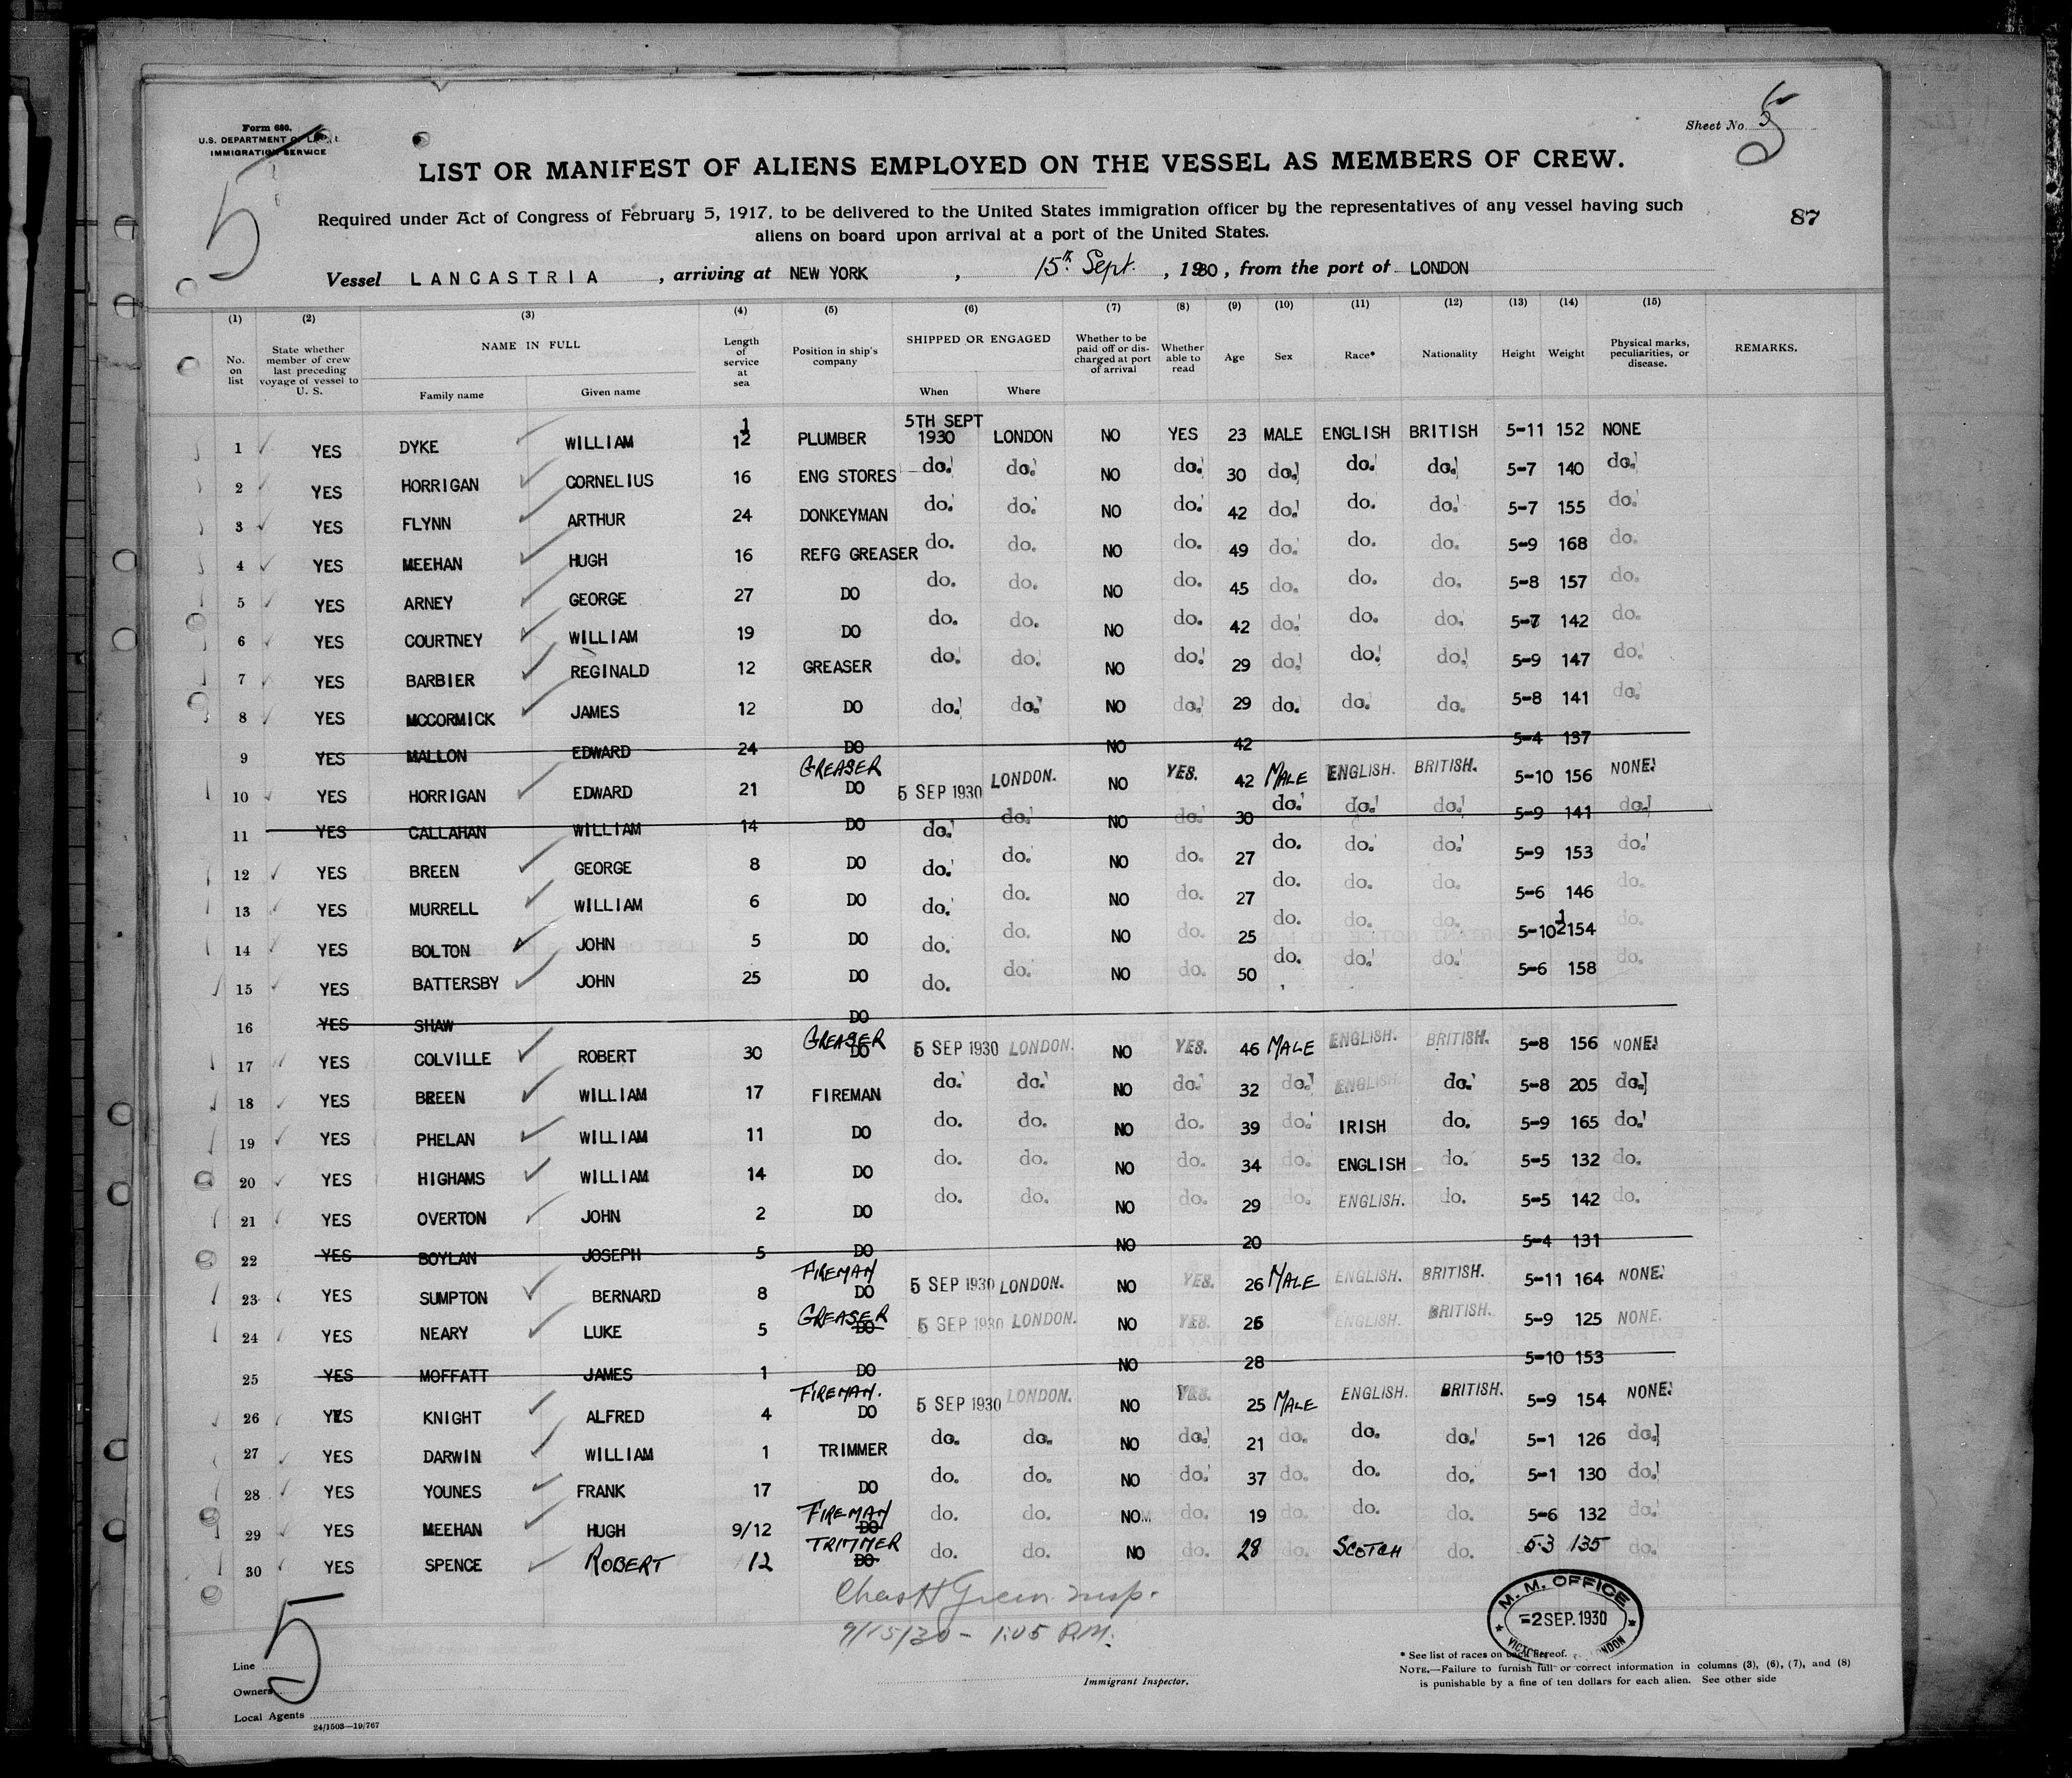 Form 680.
U.S. DEPARTMENT OF
IMMIGRATION SERVICE
Sheet No. 5
5
5
LIST OR MANIFEST OF ALIENS EMPLOYED ON THE VESSEL AS MEMBERS OF CREW.
Required under Act of Congress of February 5, 1917, to be delivered to the United States immigration officer by the representatives of any vessel having such
aliens on board upon arrival at a port of the United States.
87
Vessel LANCASTRIA , arriving at NEW YORK , 15th Sept. , 1930 , from the port of LONDON
(1) (2) (3) (4) (5) (6) (7) (8) (9) (10) (11) (12) (13) (14) (15)
No. on list State whether member of crew last preceding voyage of vessel to U. S. NAME IN FULL Family name Given name Length of service at sea Position in ship's company SHIPPED OR ENGAGED When Where Whether to be paid off or discharged at port of arrival Whether able to read Age Sex Race* Nationality Height Weight Physical marks, peculiarities, or disease. REMARKS.
1 YES DYKE WILLIAM 1 12 PLUMBER 5TH SEPT 1930 LONDON NO YES 23 MALE ENGLISH BRITISH 5-11 152 NONE
2 YES HORRIGAN CORNELIUS 16 ENG STORES do. do. NO do. 30 do. do. do. 5-7 140 do.
3 YES FLYNN ARTHUR 24 DONKEYMAN do. do. NO do. 42 do. do. do. 5-7 155 do.
4 YES MEEHAN HUGH 16 REFG GREASER do. do. NO do. 49 do. do. do. 5-9 168 do.
5 YES ARNEY GEORGE 27 DO do. do. NO do. 45 do. do. do. 5-8 157 do.
6 YES COURTNEY WILLIAM 19 DO do. do. NO do. 42 do. do. do. 5-7 142 do.
7 YES BARBIER REGINALD 12 GREASER do. do. NO do. 29 do. do. do. 5-9 147 do.
8 YES MCCORMICK JAMES 12 DO do. do. NO do. 29 do. do. do. 5-8 141 do.
9 YES MALLON EDWARD 24 DO NO 42 5-4 137
10 YES HORRIGAN EDWARD 21 GREASER DO 5 SEP 1930 LONDON. NO YES. 42 MALE ENGLISH. BRITISH. 5-10 156 NONE.
11 YES CALLAHAN WILLIAM 14 DO do. do. NO do. 30 do. do. do. 5-9 141 do.
12 YES BREEN GEORGE 8 DO do. do. NO do. 27 do. do. do. 5-9 153 do.
13 YES MURRELL WILLIAM 6 DO do. do. NO do. 27 do. do. do. 5-6 146 do.
14 YES BOLTON JOHN 5 DO do. do. NO do. 25 do. do. do. 5-10½ 154 do.
15 YES BATTERSBY JOHN 25 DO do. do. NO do. 50 do. do. do. 5-6 158 do.
16 YES SHAW DO
17 YES COLVILLE ROBERT 30 GREASER DO 5 SEP 1930 LONDON. NO YES. 46 MALE ENGLISH. BRITISH. 5-8 156 NONE.
18 YES BREEN WILLIAM 17 FIREMAN do. do. NO do. 32 do. ENGLISH do. 5-8 205 do.
19 YES PHELAN WILLIAM 11 DO do. do. NO do. 39 do. IRISH do. 5-9 165 do.
20 YES HIGHAMS WILLIAM 14 DO do. do. NO do. 34 do. ENGLISH do. 5-5 132 do.
21 YES OVERTON JOHN 2 DO do. do. NO do. 29 do. ENGLISH. do. 5-5 142 do.
22 YES BOYLAN JOSEPH 5 DO NO 20 5-4 131
23 YES SUMPTON BERNARD 8 FIREMAN DO 5 SEP 1930 LONDON. NO YES. 26 MALE ENGLISH. BRITISH. 5-11 164 NONE.
24 YES NEARY LUKE 5 GREASER DO 5 SEP 1930 LONDON. NO YES. 26 ENGLISH. BRITISH. 5-9 125 NONE.
25 YES MOFFATT JAMES 1 DO NO 28 5-10 153
26 YES KNIGHT ALFRED 4 FIREMAN. DO 5 SEP 1930 LONDON. NO YES. 25 MALE ENGLISH. BRITISH. 5-9 154 NONE.
27 YES DARWIN WILLIAM 1 TRIMMER do. do. NO do. 21 do. do. do. 5-1 126 do.
28 YES YOUNES FRANK 17 DO do. do. NO do. 37 do. do. do. 5-1 130 do.
29 YES MEEHAN HUGH 9/12 FIREMAN DO do. do. NO do. 19 do. do. do. 5-6 132 do.
30 YES SPENCE ROBERT 12 TRIMMER DO do. do. NO do. 28 do. SCOTCH do. 5-3 135 do.
Chas H Green Insp.
9/15/30 - 1:05 P.M.
M. M. OFFICE
2 SEP. 1930
5
Line
Owners
Local Agents
24/1503—19/767
Immigrant Inspector.
* See list of races on back hereof.
NOTE.—Failure to furnish full or correct information in columns (3), (6), (7), and (8)
is punishable by a fine of ten dollars for each alien. See other side